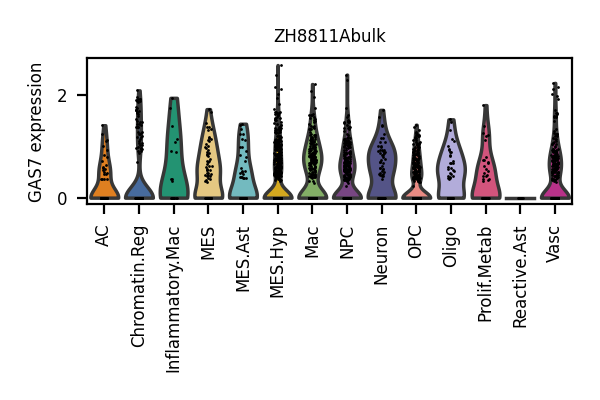 ZH8811Abulk
GAS7 expression
2
0
AC
Chromatin.Reg
Inflammatory.Mac
MES
MES.Ast
MES.Hyp
Mac
NPC
Neuron
OPC
Oligo
Prolif.Metab
Reactive.Ast
Vasc